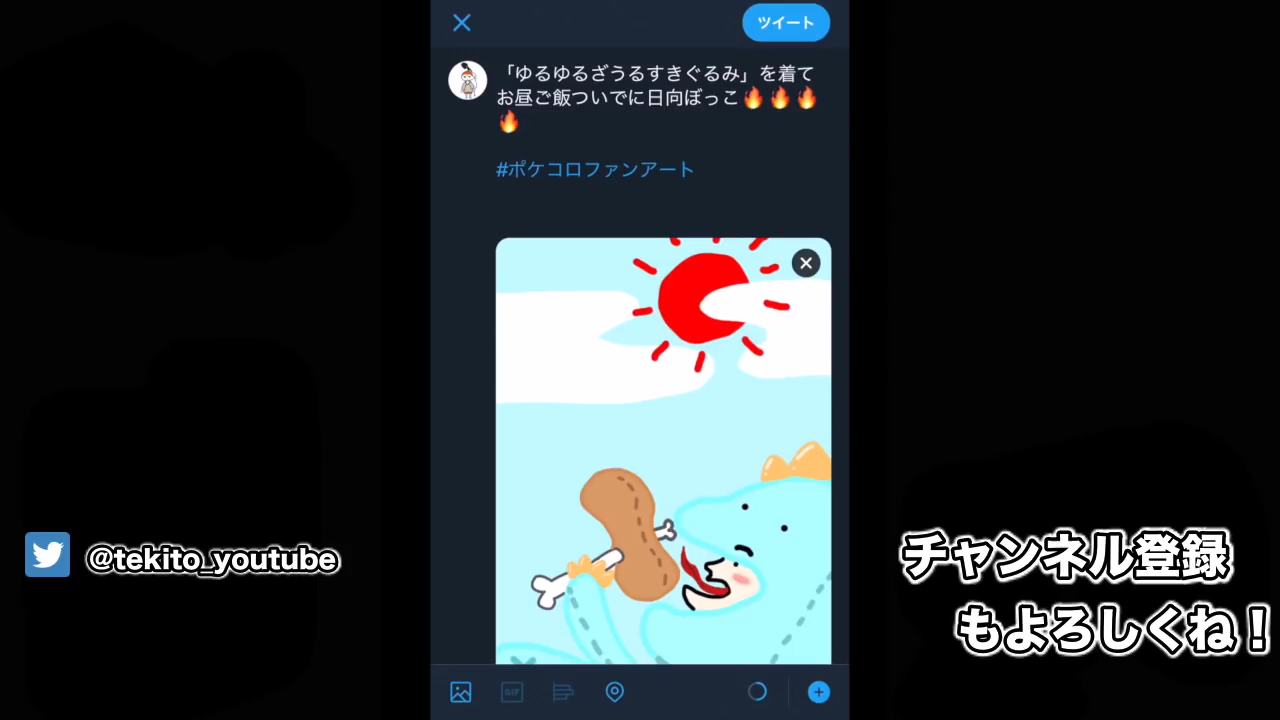 ツイート
「ゆるゆるざうるすきぐるみ」を着て
お昼ご飯ついでに日向ぼっこ🔥🔥🔥
🔥
#ポケコロファンアート
@tekito_youtube
チャンネル登録
もよろしくね！
GIF